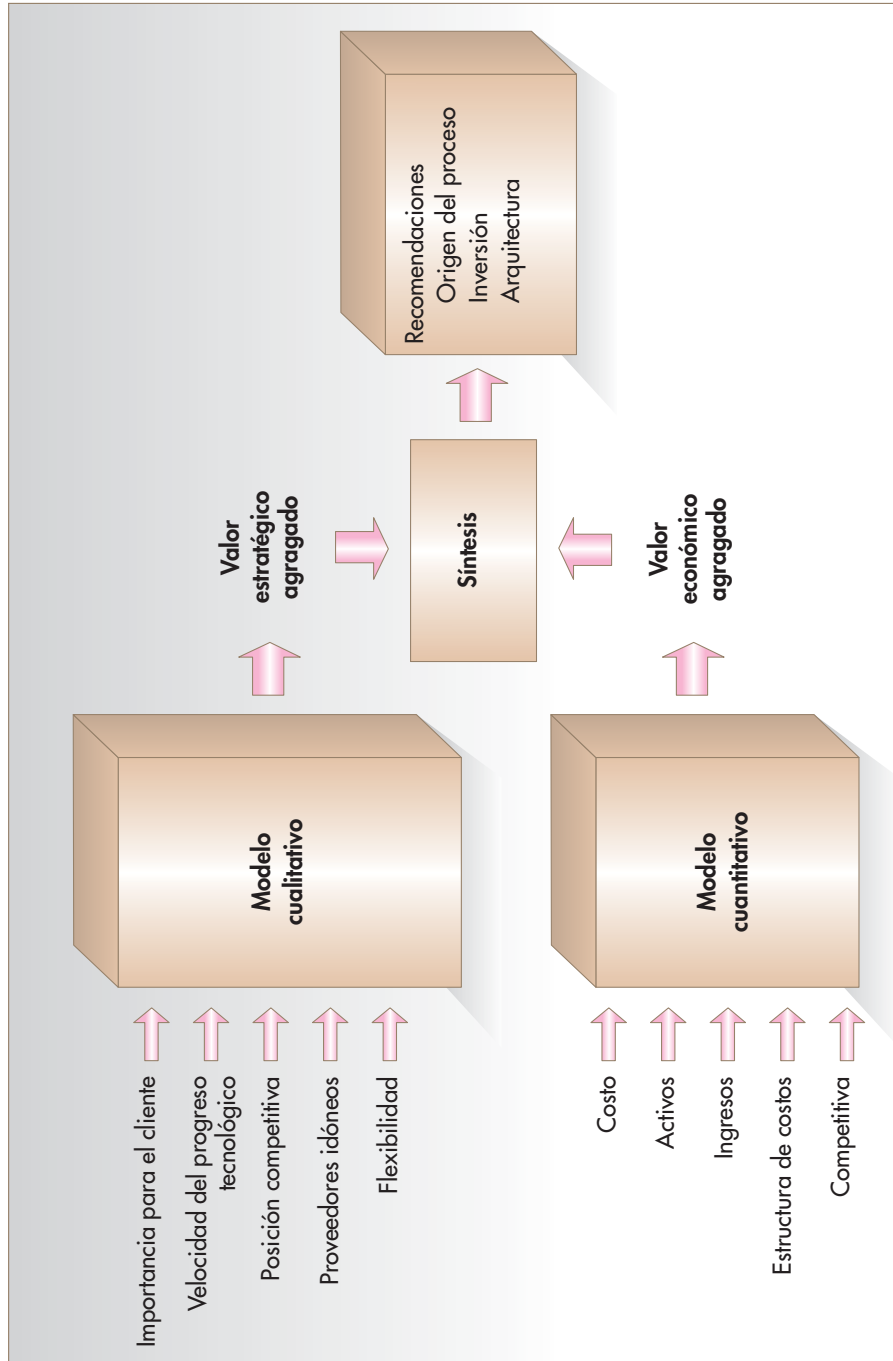 Importancia para el cliente
Velocidad del progreso
tecnológico
Posición competitiva
Proveedores idóneos
Flexibilidad
Modelo
cualitativo
Valor
estratégico
agragado
Costo
Activos
Ingresos
Estructura de costos
Competitiva
Modelo
cuantitativo
Valor
económico
agragado
Síntesis
Recomendaciones
Origen del proceso
Inversión
Arquitectura